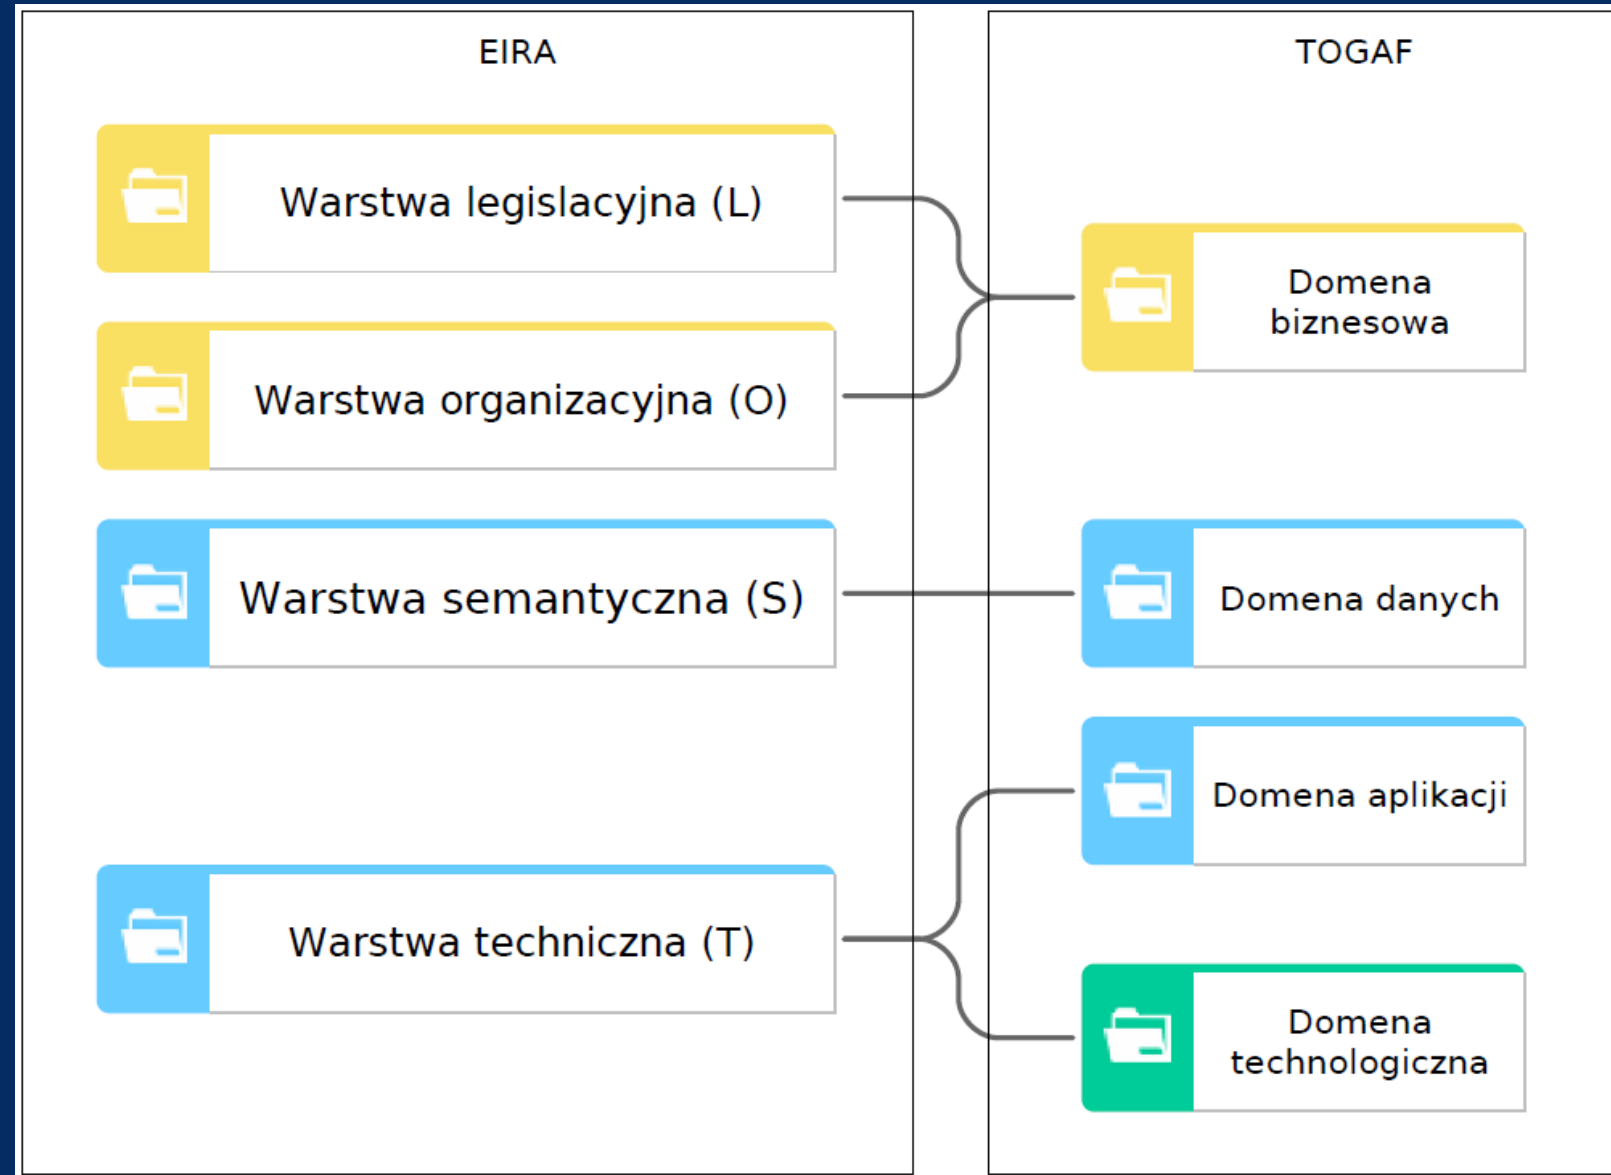 EIRA
Warstwa legislacyjna (L)
Warstwa organizacyjna (O)
Warstwa semantyczna (S)
Warstwa techniczna (T)
TOGAF
Domena
biznesowa
Domena danych
Domena aplikacji
Domena
technologiczna